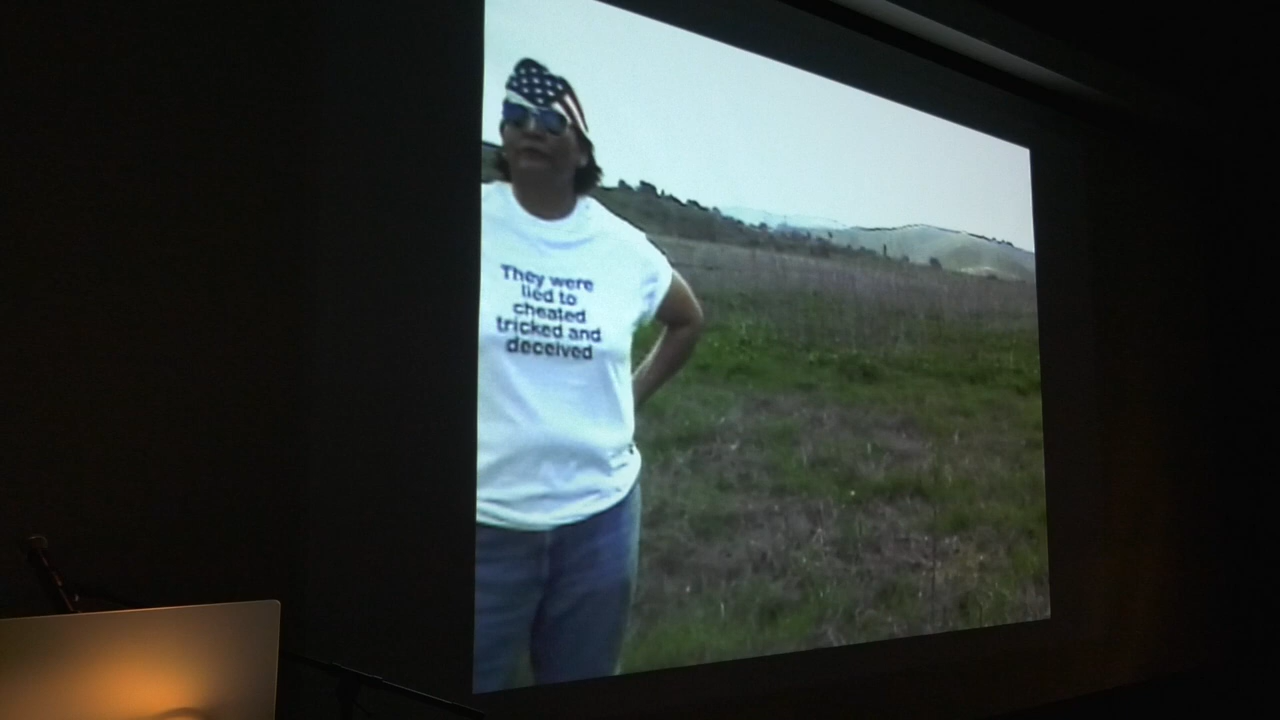 They were
lied to
cheated
tricked and
deceived